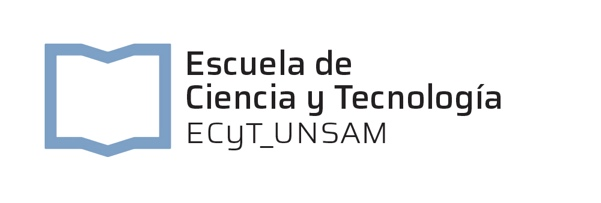 Escuela de
Ciencia y Tecnología
ECyT_UNSAM